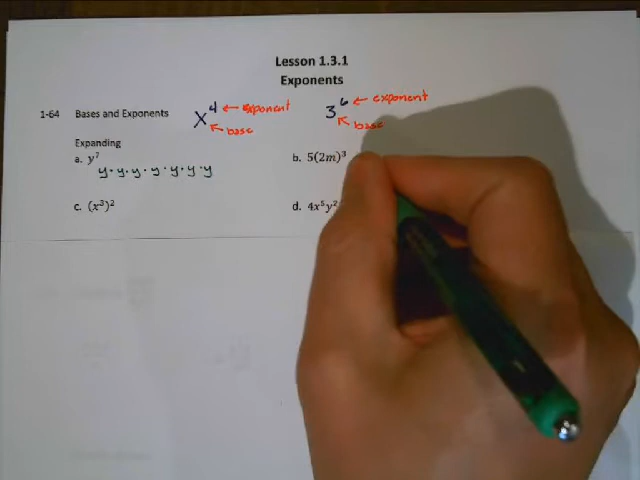 Lesson 1.3.1
Exponents
1-64 Bases and Exponents x⁴ ← exponent 3⁶ ← exponent
↖ base ↖ base
Expanding
a. y⁷ b. 5(2m)³
y·y·y·y·y·y·y
c. (x³)² d. 4x⁵y²